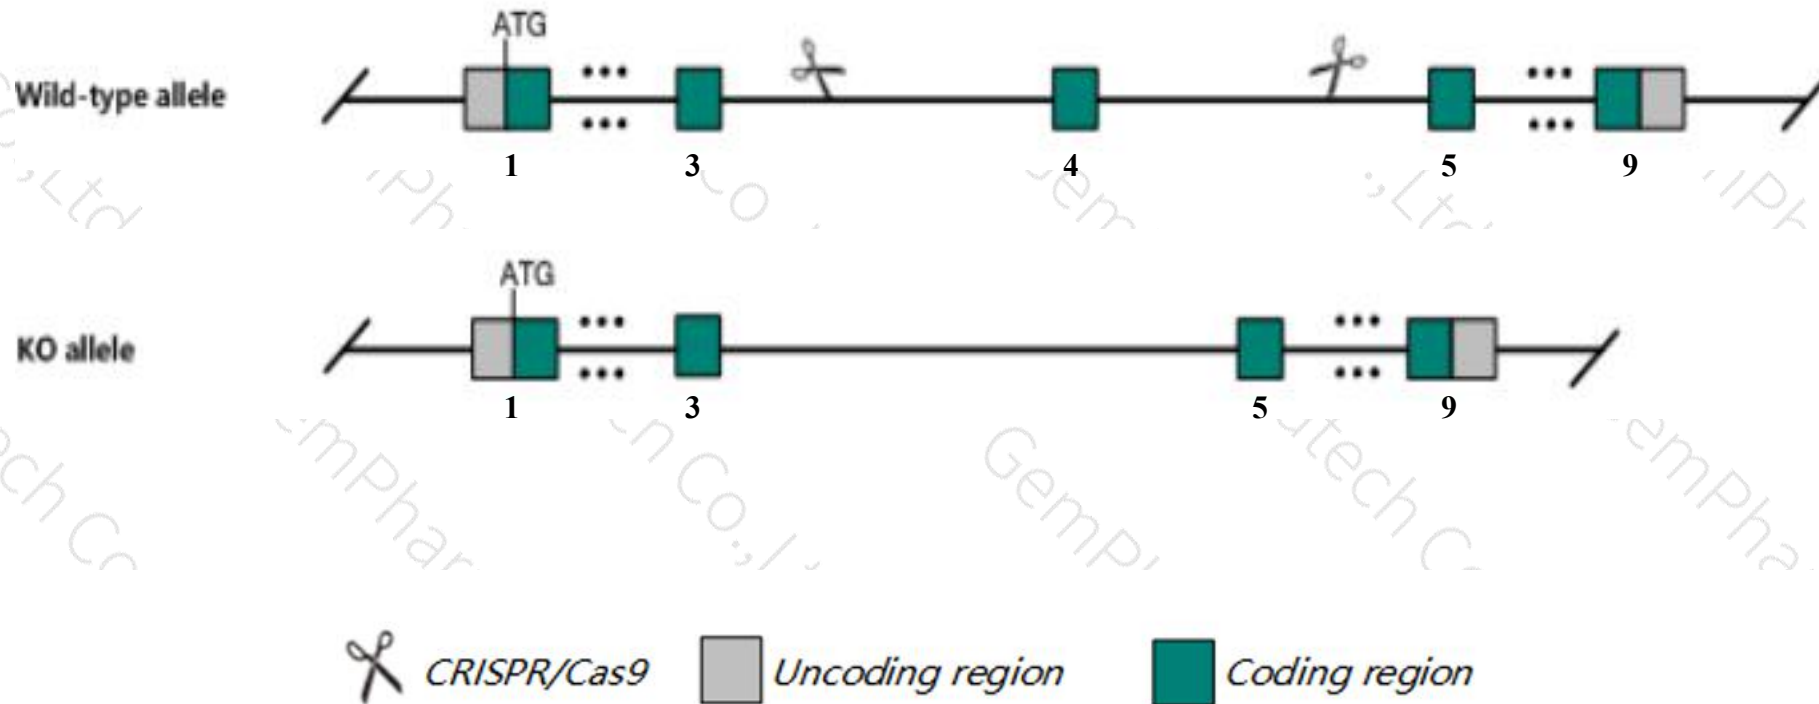 ATG
Wild-type allele
1 3 4 5 9
ATG
KO allele
1 3 5 9
GemPh
CRISPR/Cas9 Uncoding region Coding region